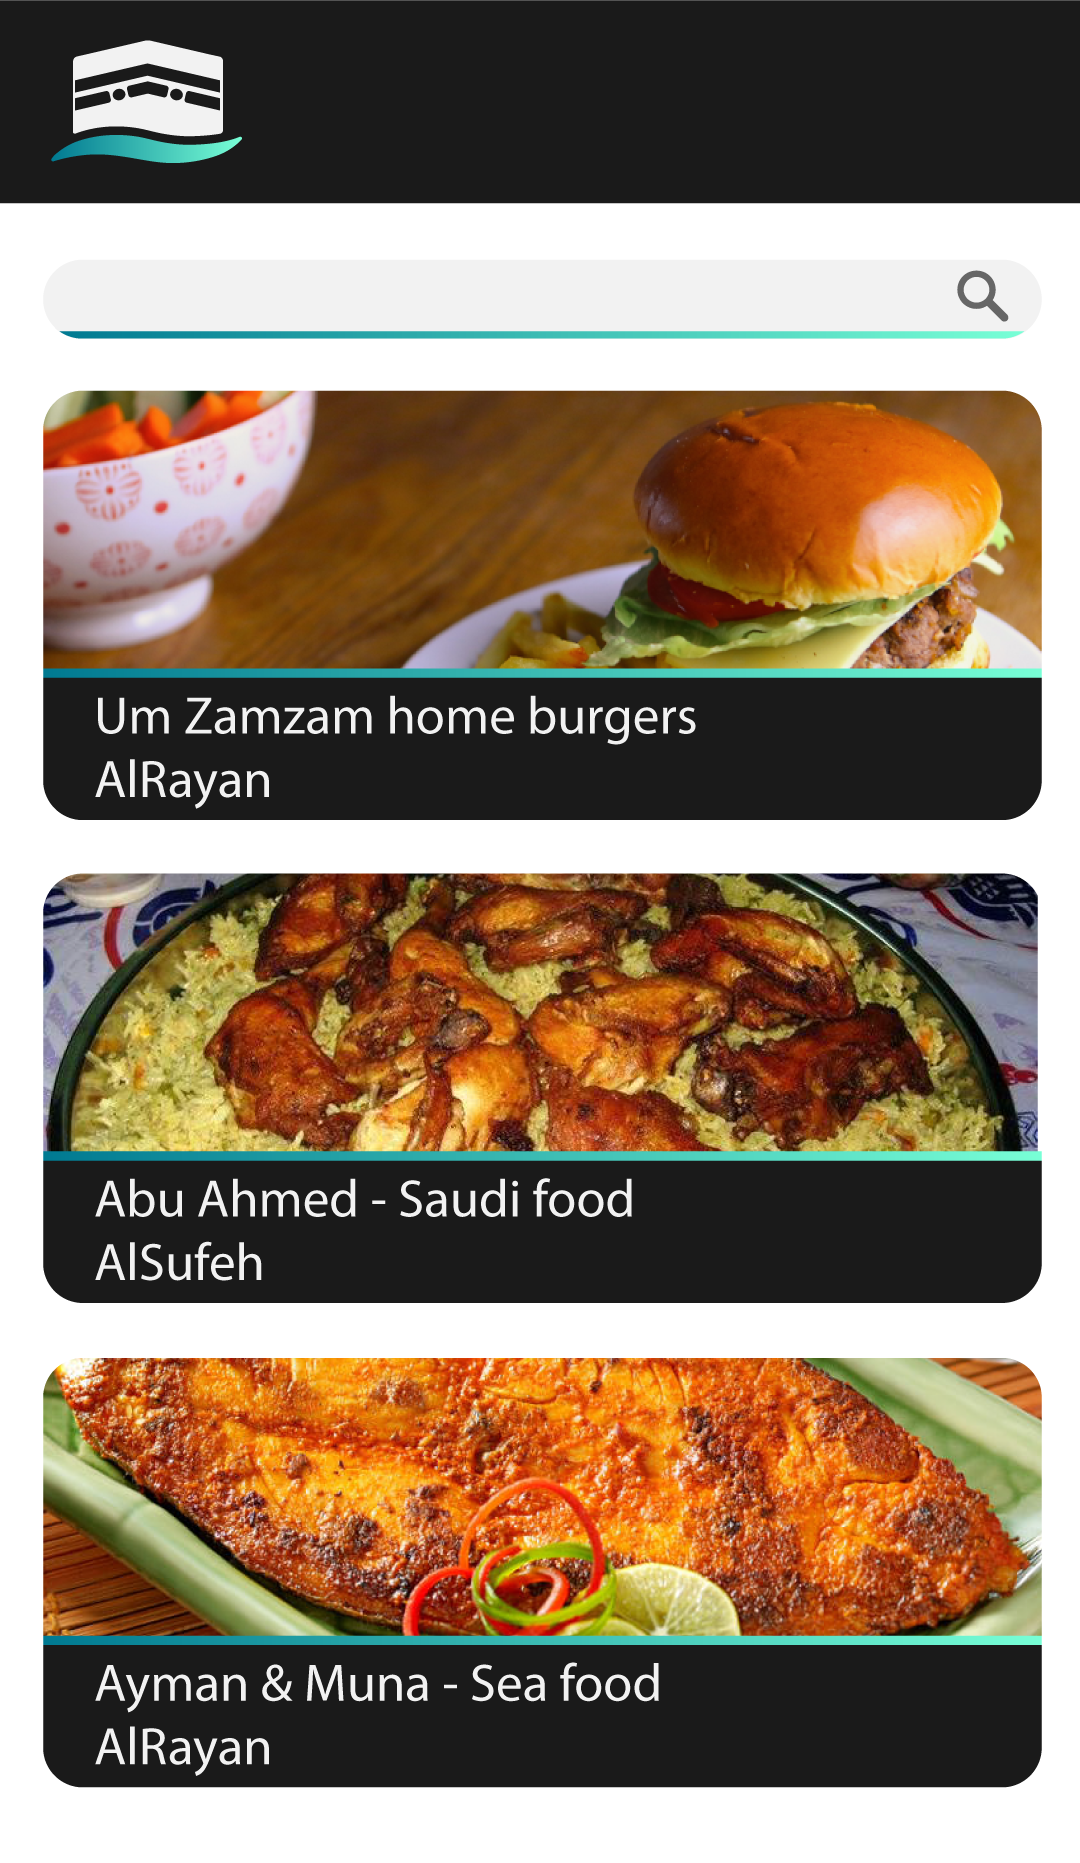 Um Zamzam home burgers
AlRayan
Abu Ahmed - Saudi food
AlSufeh
Ayman & Muna - Sea food
AlRayan